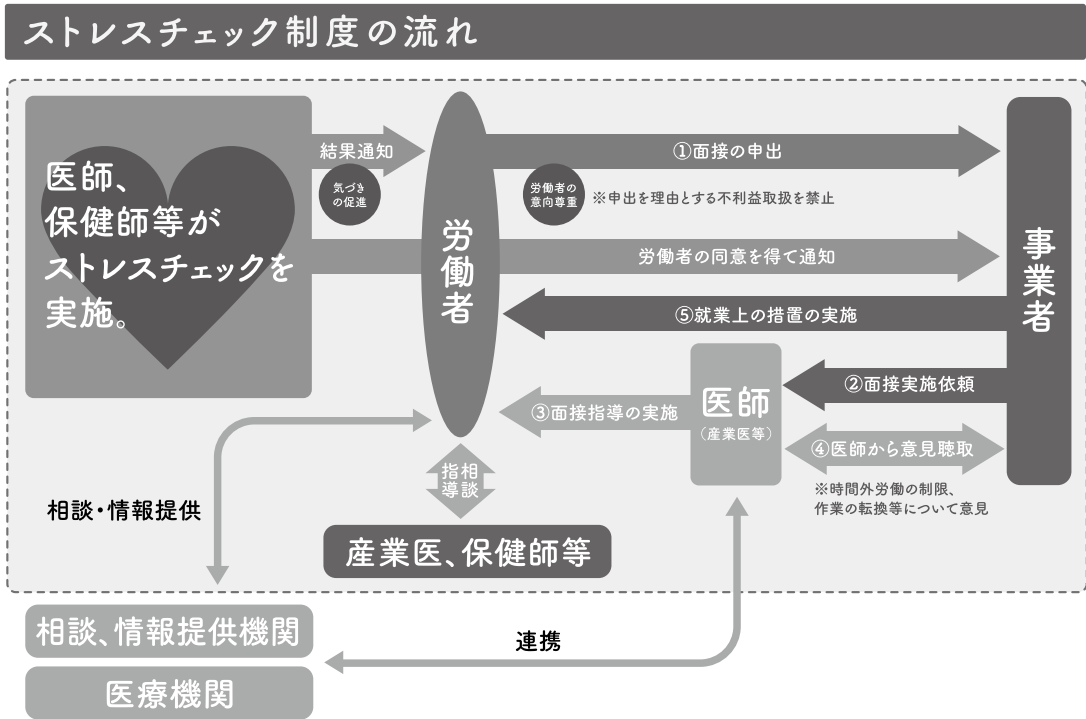 ストレスチェック制度の流れ
医師、
保健師等が
ストレスチェックを
実施。
結果通知
気づき
の促進
労働者
①面接の申出
労働者の
意向尊重
※申出を理由とする不利益取扱を禁止
労働者の同意を得て通知
⑤就業上の措置の実施
事業者
②面接実施依頼
医師
（産業医等）
③面接指導の実施
④医師から意見聴取
※時間外労働の制限、
作業の転換等について意見
相談・情報提供
相談
指導
産業医、保健師等
相談、情報提供機関
連携
医療機関